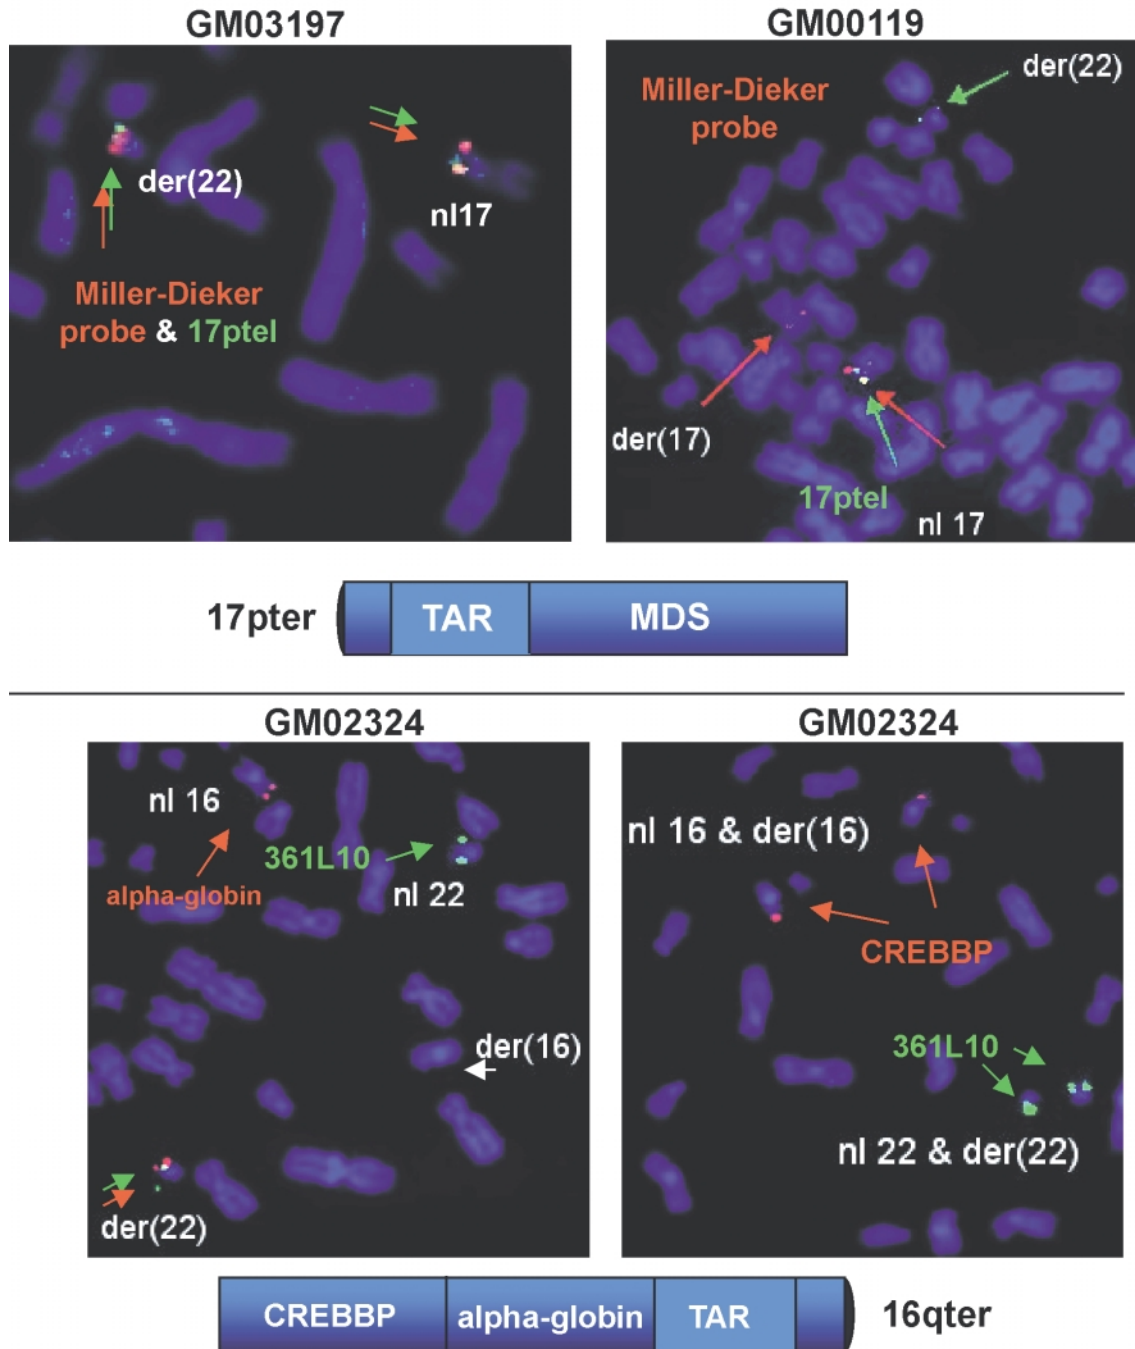 GM03197
der(22)
nl17
Miller-Dieker
probe & 17ptel
GM00119
Miller-Dieker
probe
der(22)
der(17)
17ptel
nl 17
17pter
TAR
MDS
GM02324
nl 16
361L10
alpha-globin
nl 22
der(16)
der(22)
GM02324
nl 16 & der(16)
CREBBP
361L10
nl 22 & der(22)
CREBBP
alpha-globin
TAR
16qter